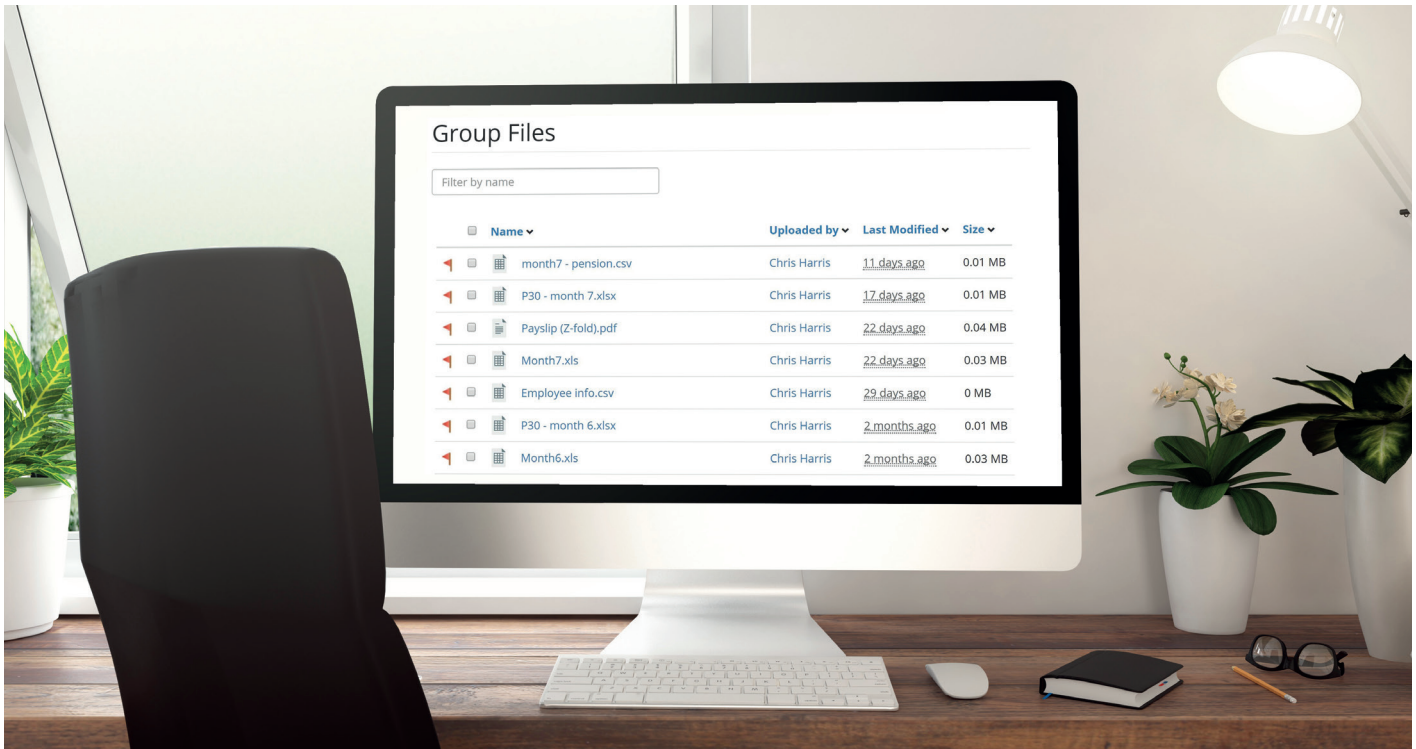 Group Files
Filter by name
Name Uploaded by Last Modified Size
month7 - pension.csv Chris Harris 11 days ago 0.01 MB
P30 - month 7.xlsx Chris Harris 17 days ago 0.01 MB
Payslip (Z-fold).pdf Chris Harris 22 days ago 0.04 MB
Month7.xls Chris Harris 22 days ago 0.03 MB
Employee info.csv Chris Harris 29 days ago 0 MB
P30 - month 6.xlsx Chris Harris 2 months ago 0.01 MB
Month6.xls Chris Harris 2 months ago 0.03 MB